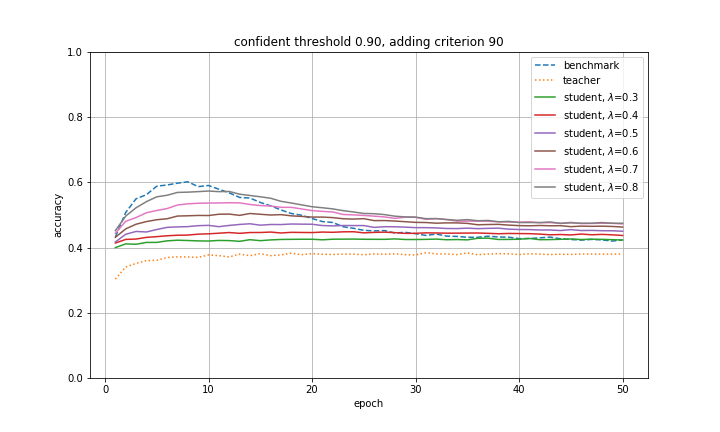 confident threshold 0.90, adding criterion 90
1.0
0.8
0.6
0.4
0.2
0.0
accuracy
benchmark
teacher
student, λ=0.3
student, λ=0.4
student, λ=0.5
student, λ=0.6
student, λ=0.7
student, λ=0.8
0 10 20 30 40 50
epoch